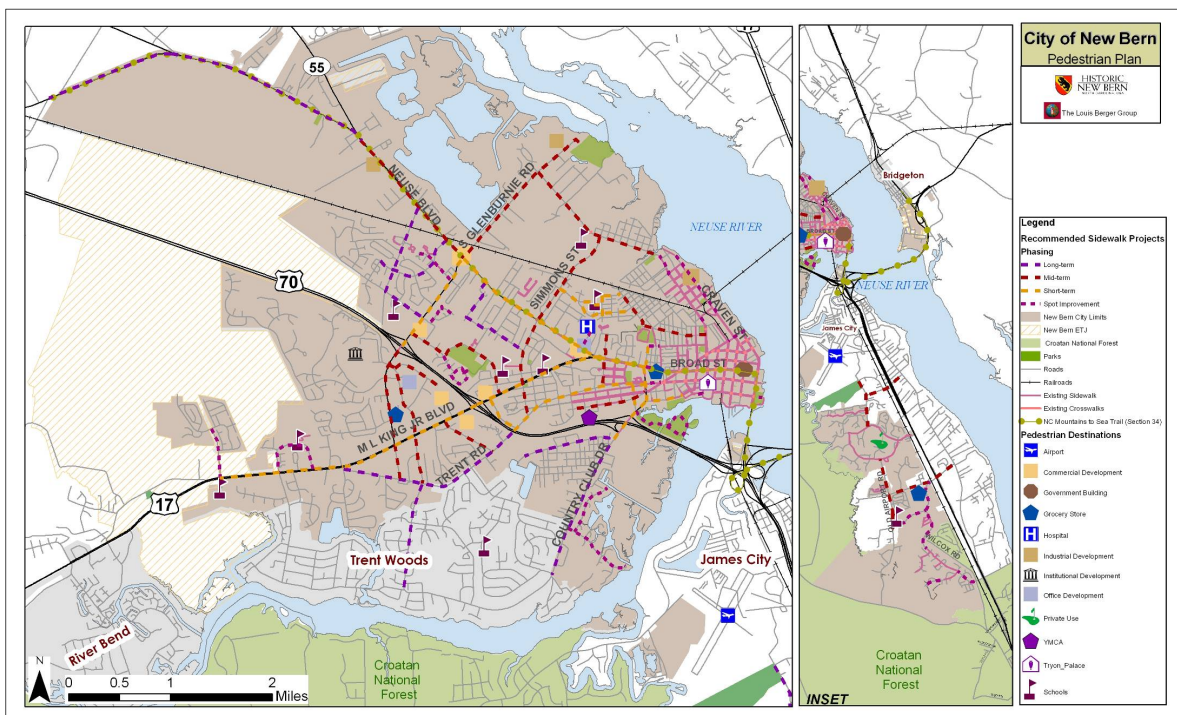 City of New Bern
Pedestrian Plan
HISTORIC
NEW BERN
The Louis Berger Group
55
NEUSE BLVD
S GLENBURNIE RD
SIMMONS ST
NEUSE RIVER
CRAVEN ST
70
H
BROAD ST
M L KING JR BLVD
TRENT RD
COUNTRY CLUB DR
17
Trent Woods
James City
River Bend
Croatan
National
Forest
N
0 0.5 1 2
Miles
17
Bridgeton
BROAD ST
NEUSE RIVER
James City
WILCOX RD
Croatan
National
Forest
INSET
Legend
Recommended Sidewalk Projects
Phasing
Long-term
Mid-term
Short-term
Spot Improvement
New Bern City Limits
New Bern ETJ
Croatan National Forest
Parks
Roads
Railroads
Existing Sidewalk
Existing Crosswalks
NC Mountains to Sea Trail (Section 34)
Pedestrian Destinations
Airport
Commercial Development
Government Building
Grocery Store
H Hospital
Industrial Development
Institutional Development
Office Development
Private Use
YMCA
Tryon_Palace
Schools